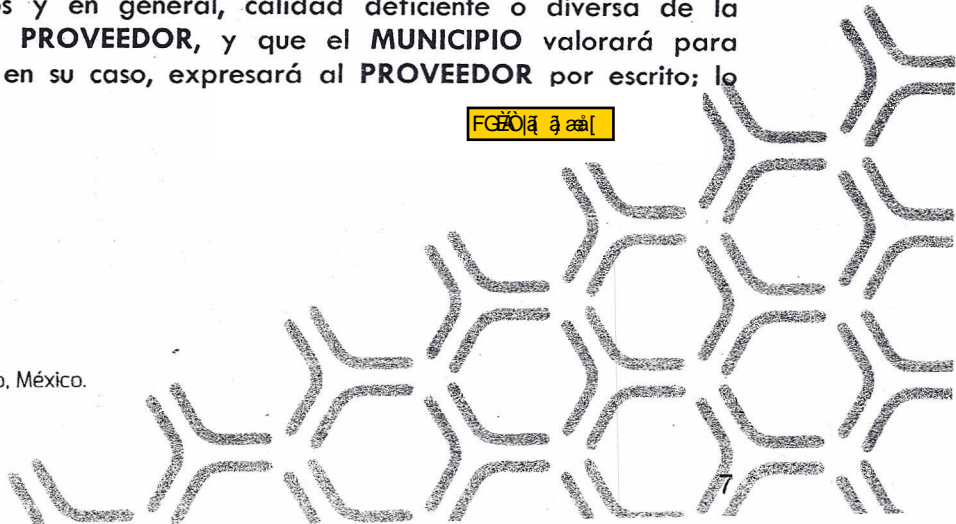 os y en general, calidad deficiente o diversa de la
PROVEEDOR, y que el MUNICIPIO valorará para
en su caso, expresará al PROVEEDOR por escrito; lo
o, México.
7